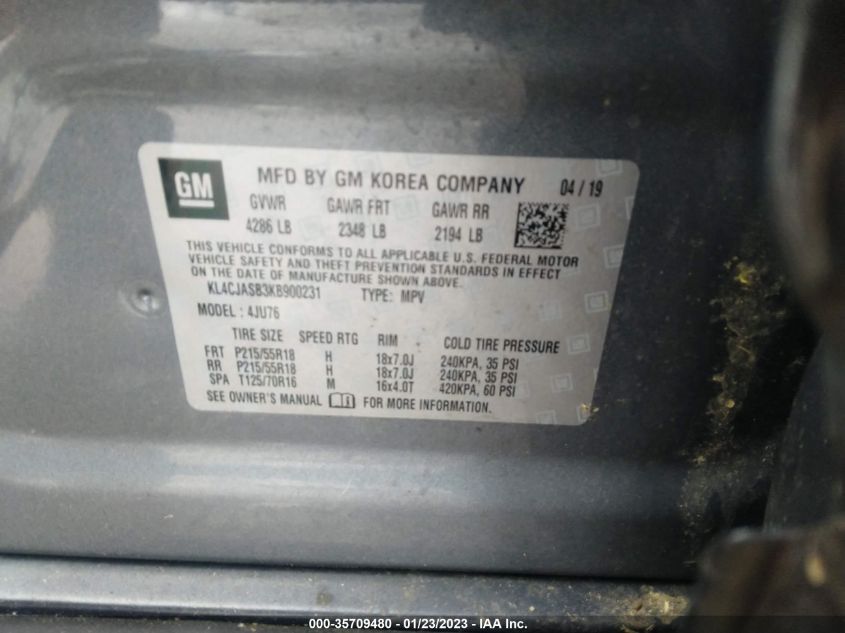 GM
MFD BY GM KOREA COMPANY 04 / 19
GVWR GAWR FRT GAWR RR
4286 LB 2348 LB 2194 LB
THIS VEHICLE CONFORMS TO ALL APPLICABLE U.S. FEDERAL MOTOR
VEHICLE SAFETY AND THEFT PREVENTION STANDARDS IN EFFECT
ON THE DATE OF MANUFACTURE SHOWN ABOVE.
KL4CJASB3KB900231 TYPE: MPV
MODEL : 4JU76
TIRE SIZE SPEED RTG RIM COLD TIRE PRESSURE
FRT P215/55R18 H 18x7.0J 240KPA, 35 PSI
RR P215/55R18 H 18x7.0J 240KPA, 35 PSI
SPA T125/70R16 M 16x4.0T 420KPA, 60 PSI
SEE OWNER'S MANUAL FOR MORE INFORMATION.
000-35709480 - 01/23/2023 - IAA Inc.